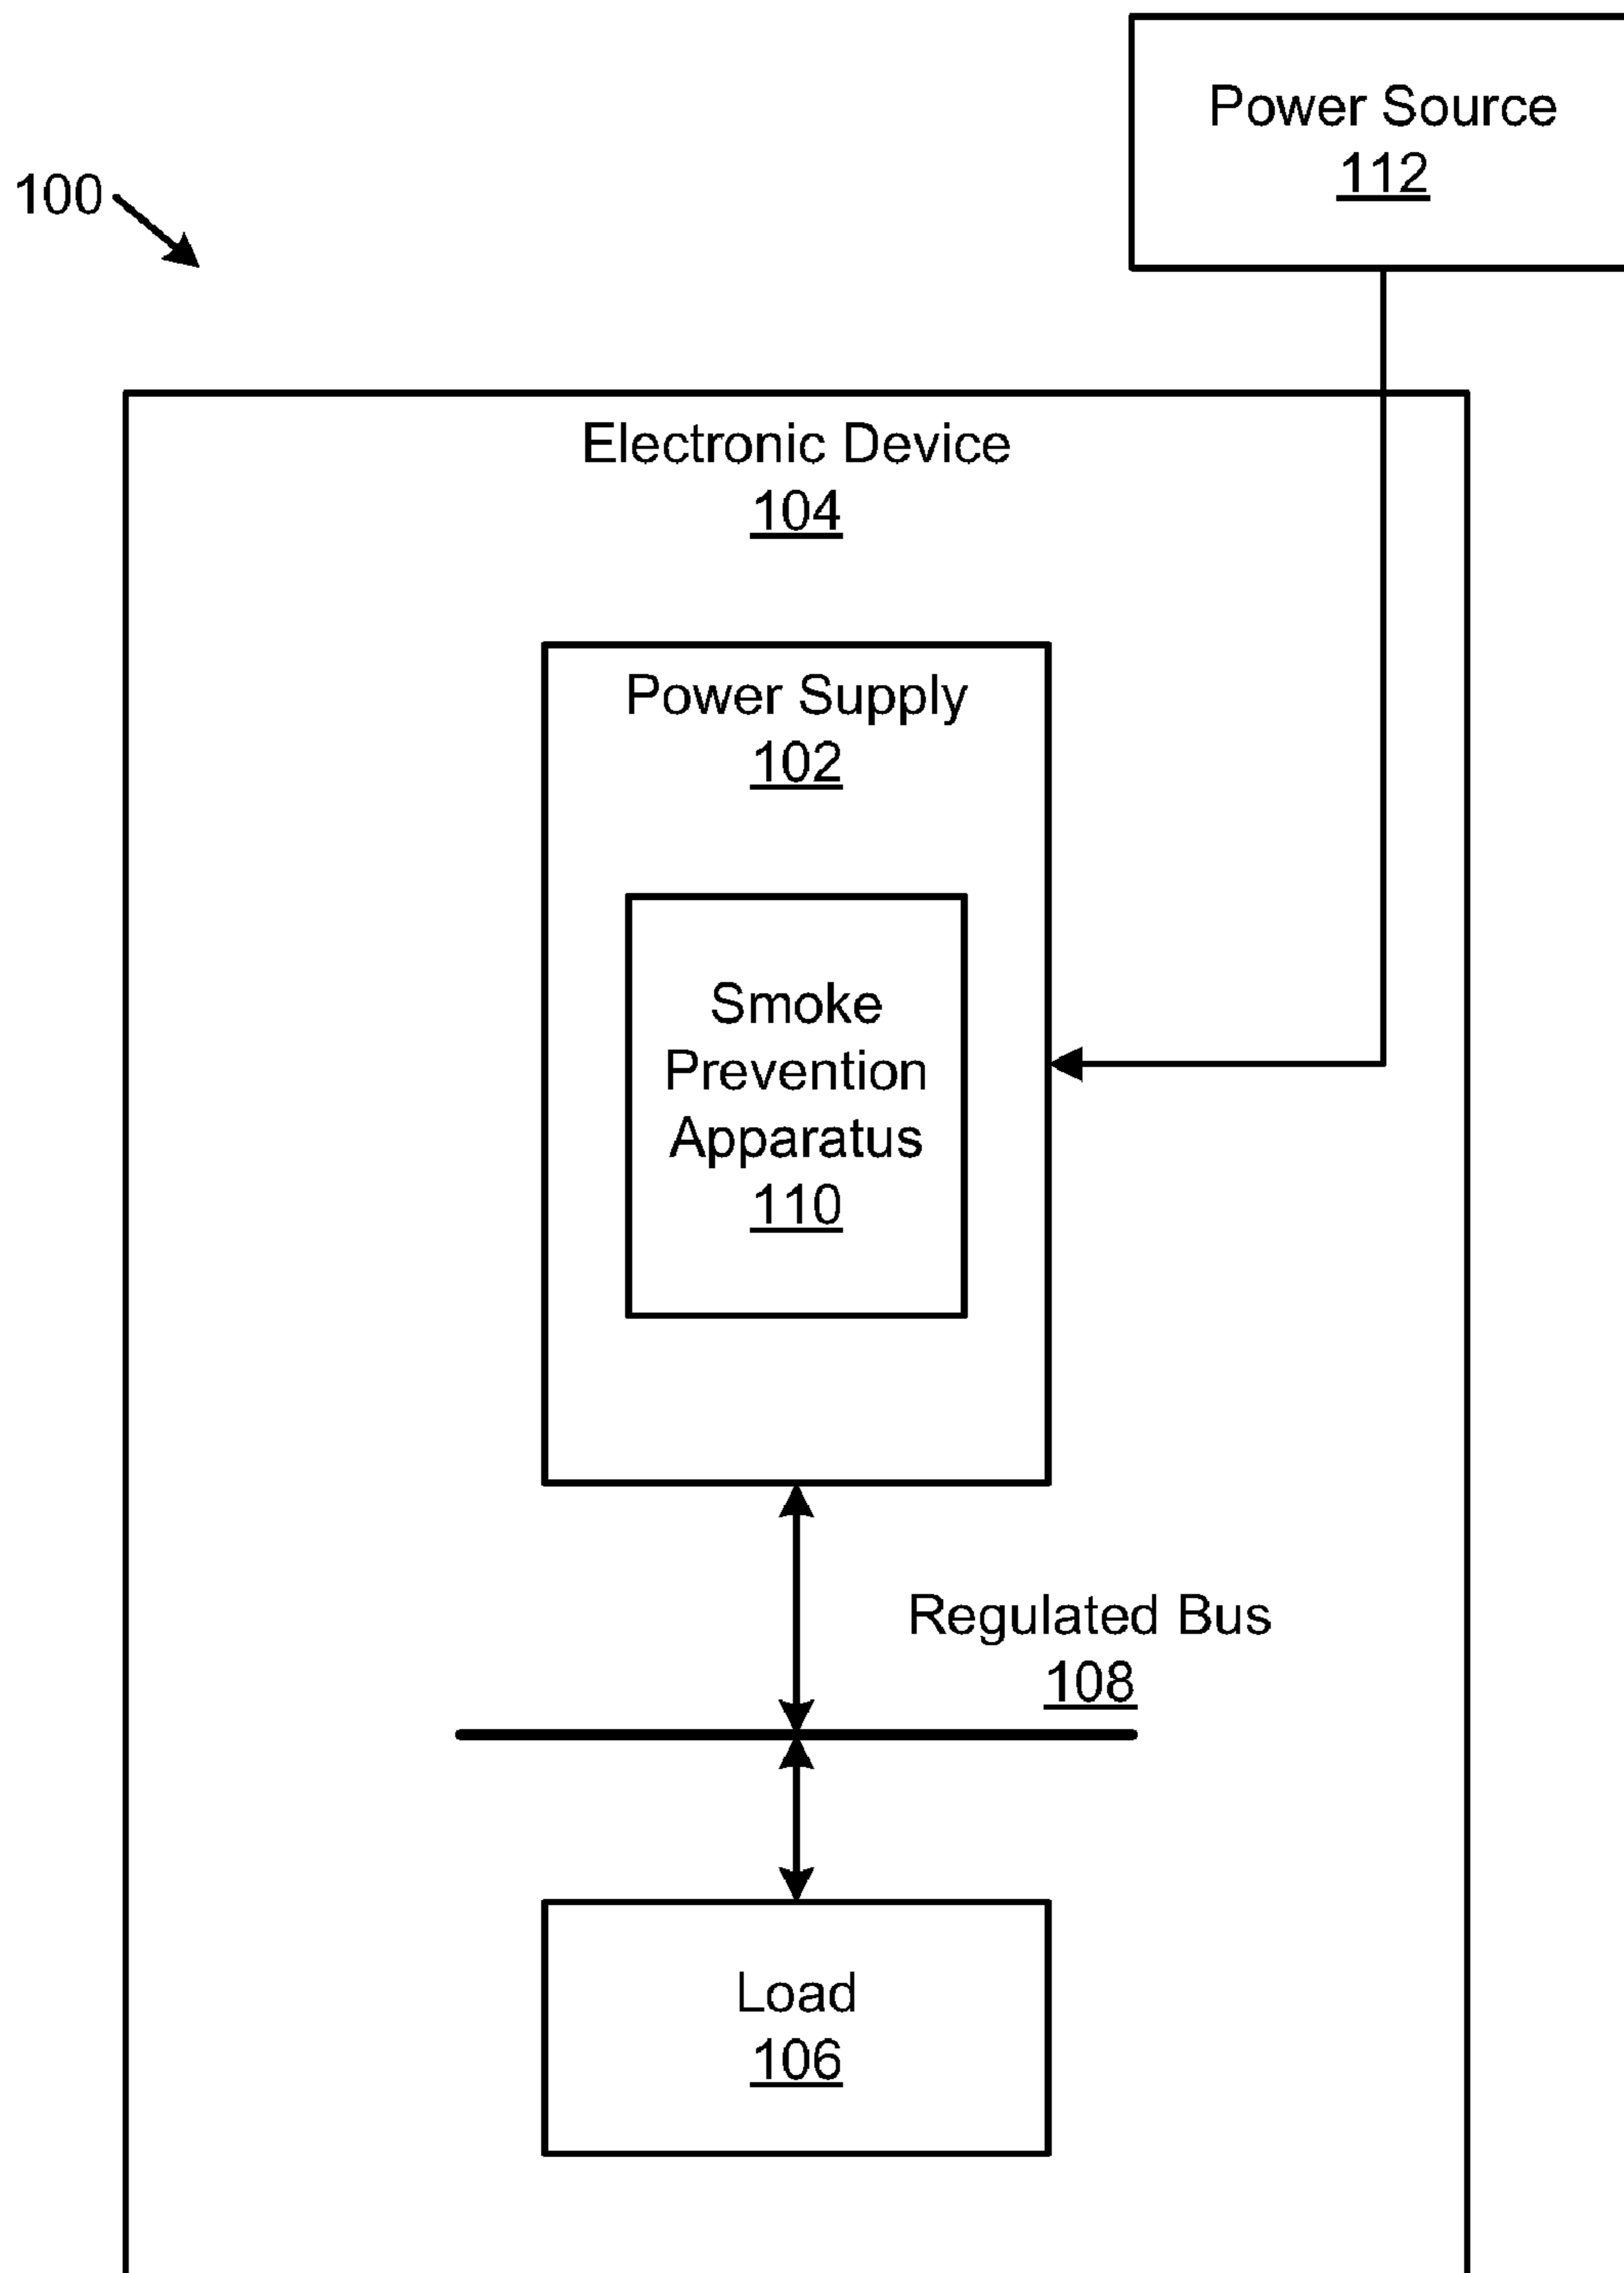 Power Source
112
100
Electronic Device
104
Power Supply
102
Smoke
Prevention
Apparatus
110
Regulated Bus
108
Load
106